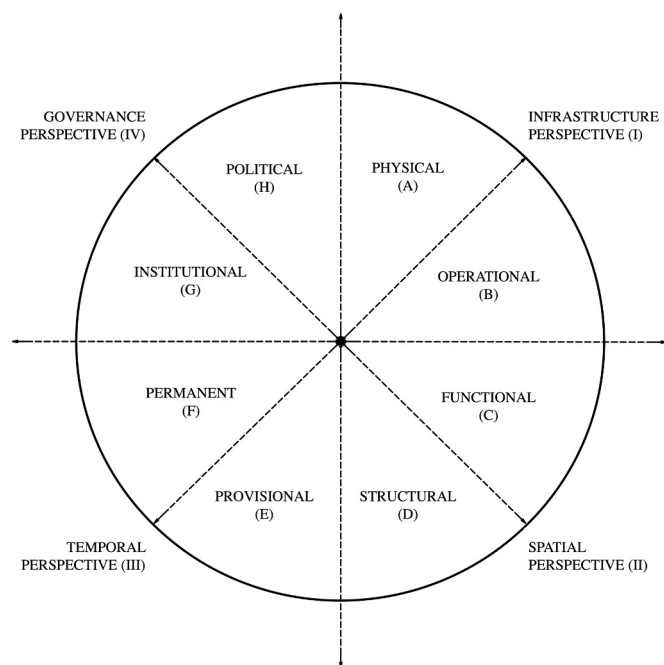 GOVERNANCE
PERSPECTIVE (IV)
INFRASTRUCTURE
PERSPECTIVE (I)
POLITICAL
(H)
PHYSICAL
(A)
INSTITUTIONAL
(G)
OPERATIONAL
(B)
PERMANENT
(F)
FUNCTIONAL
(C)
PROVISIONAL
(E)
STRUCTURAL
(D)
TEMPORAL
PERSPECTIVE (III)
SPATIAL
PERSPECTIVE (II)